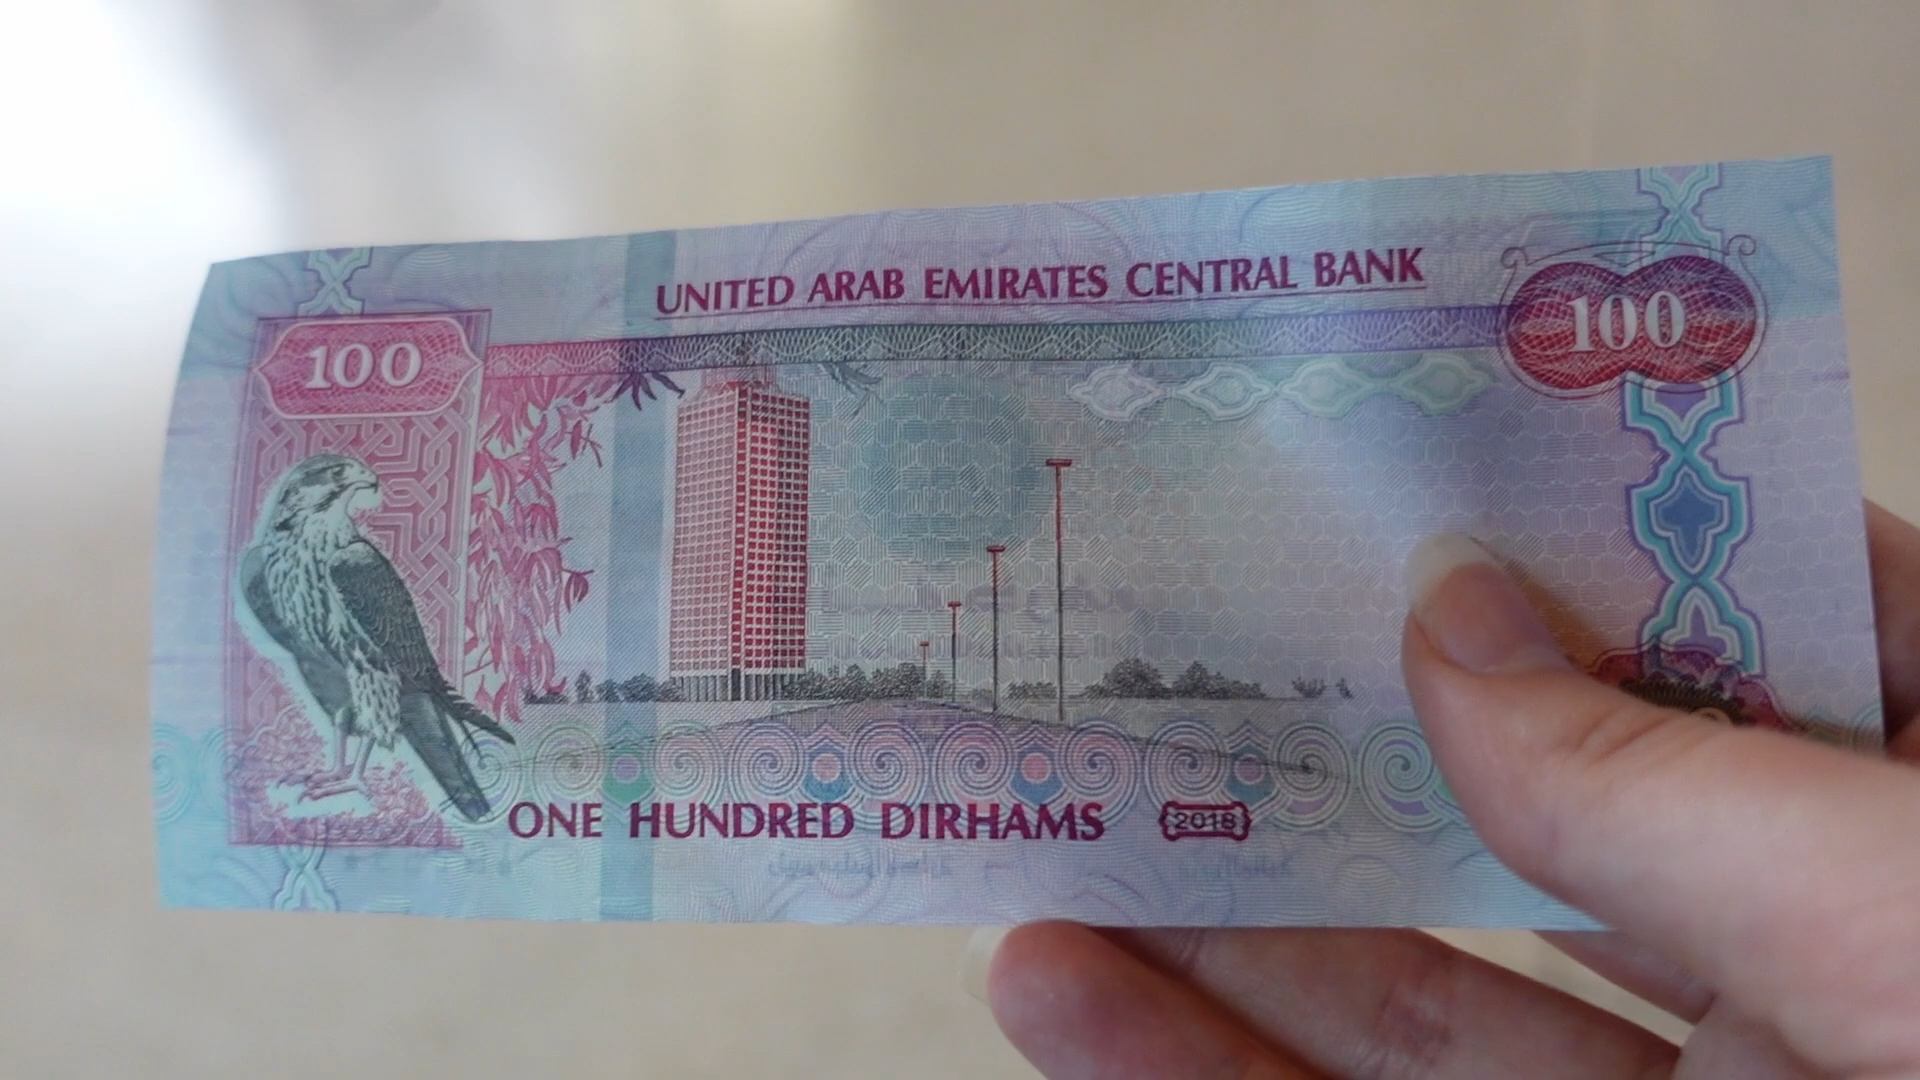 UNITED ARAB EMIRATES CENTRAL BANK
100
100
ONE HUNDRED DIRHAMS 2018